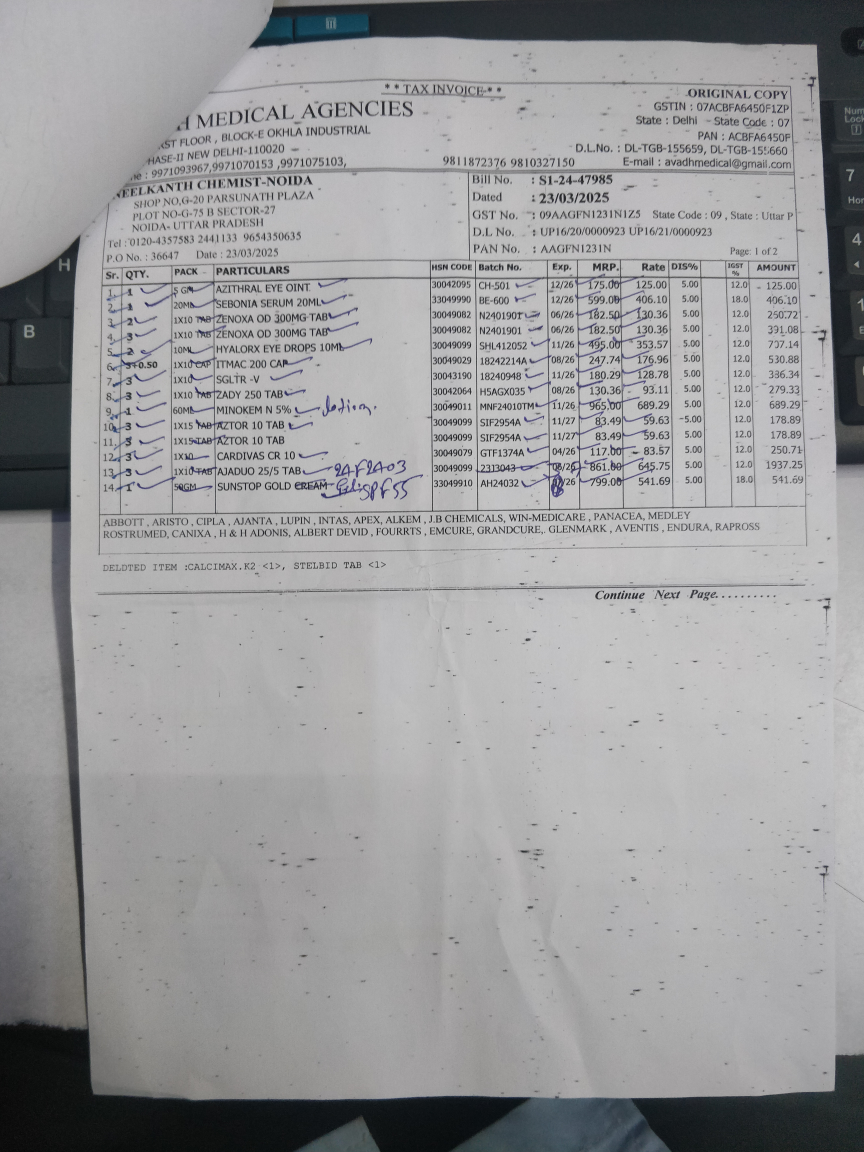 * * TAX INVOICE * *
ORIGINAL COPY
H MEDICAL AGENCIES
GSTIN : 07ACBFA6450F1ZP
FLOOR , BLOCK-E OKHLA INDUSTRIAL
State : Delhi State Code : 07
HASE-II NEW DELHI-110020
PAN : ACBFA6450F
ne : 9971093967,9971070153 ,9971075103, 9811872376 9810327150
D.L.No. : DL-TGB-155659, DL-TGB-155660
E-mail : avadhmedical@gmail.com
NEELKANTH CHEMIST-NOIDA
SHOP NO,G-20 PARSUNATH PLAZA
PLOT NO-G-75 B SECTOR-27
NOIDA- UTTAR PRADESH
Tel : 0120-4357583 2441133 9654350635
P.O No. : 36647 Date : 23/03/2025
Bill No. : S1-24-47985
Dated : 23/03/2025
GST No. : 09AAGFN1231N1Z5 State Code : 09 , State : Uttar P
D.L No. : UP16/20/0000923 UP16/21/0000923
PAN No. : AAGFN1231N Page: 1 of 2
Sr. QTY. PACK PARTICULARS HSN CODE Batch No. Exp. MRP. Rate DIS% IGST % AMOUNT
1. 1 5 GM AZITHRAL EYE OINT 30042095 CH-501 12/26 175.00 125.00 5.00 12.0 125.00
2. 1 20ML SEBONIA SERUM 20ML 33049990 BE-600 12/26 599.00 406.10 5.00 18.0 406.10
3. 2 1X10 TAB ZENOXA OD 300MG TAB 30049082 N2401901 06/26 182.50 130.36 5.00 12.0 250.72
4. 3 1X10 TAB ZENOXA OD 300MG TAB 30049082 N2401901 06/26 182.50 130.36 5.00 12.0 391.08
5. 2 10ML HYALORX EYE DROPS 10ML 30049099 SHL412052 11/26 495.00 353.57 5.00 12.0 707.14
6. 3+0.50 1X10 CAP ITMAC 200 CAP 30049029 18242214A 08/26 247.74 176.96 5.00 12.0 530.88
7. 3 1X10 SGLTR -V 30043190 18240948 11/26 180.29 128.78 5.00 12.0 386.34
8. 3 1X10 TAB ZADY 250 TAB 30042064 H5AGX035 08/26 130.36 93.11 5.00 12.0 279.33
9. 1 60ML MINOKEM N 5% lotion. 30049011 MNF24010TM 11/26 965.00 689.29 5.00 12.0 689.29
10. 3 1X15 TAB AZTOR 10 TAB 30049099 SIF2954A 11/27 83.49 59.63 5.00 12.0 178.89
11. 3 1X15 TAB AZTOR 10 TAB 30049099 SIF2954A 11/27 83.49 59.63 5.00 12.0 178.89
12. 3 1X10 CARDIVAS CR 10 30049079 GTF1374A 04/26 117.00 83.57 5.00 12.0 250.71
13. 3 1X10 TAB AJADUO 25/5 TAB 24F2A03 30049099 2313043 861.00 645.75 5.00 12.0 1937.25
14. 1 50GM SUNSTOP GOLD CREAM SPF55 33049910 AH24032 /26 799.00 541.69 5.00 18.0 541.69
ABBOTT , ARISTO , CIPLA , AJANTA , LUPIN , INTAS, APEX, ALKEM , J.B CHEMICALS, WIN-MEDICARE , PANACEA, MEDLEY
ROSTRUMED, CANIXA , H & H ADONIS, ALBERT DEVID , FOURRTS , EMCURE, GRANDCURE,. GLENMARK , AVENTIS , ENDURA, RAPROSS
DELDTED ITEM :CALCIMAX.K2 <1>, STELBID TAB <1>
Continue Next Page..........